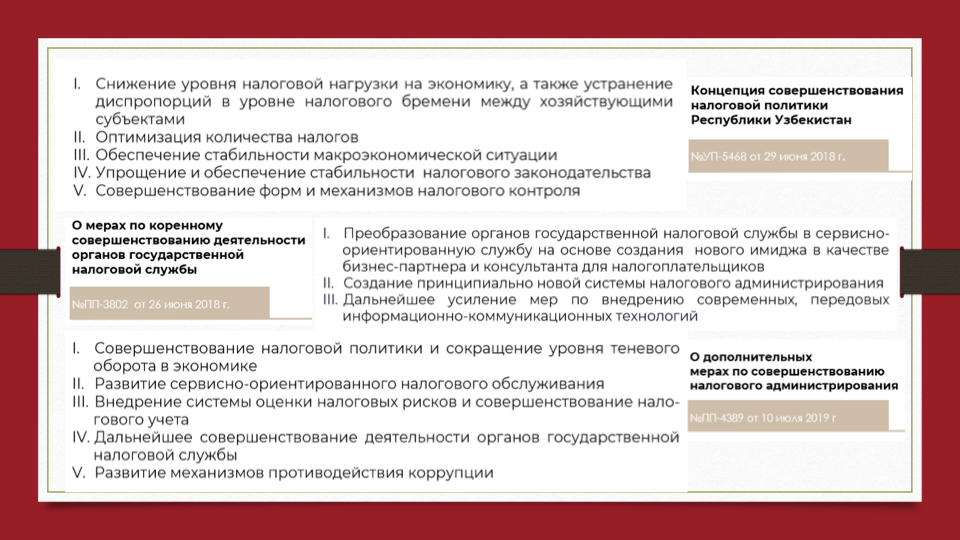 I. Снижение уровня налоговой нагрузки на экономику, а также устранение
диспропорций в уровне налогового бремени между хозяйствующими
субъектами
II. Оптимизация количества налогов
III. Обеспечение стабильности макроэкономической ситуации
IV. Упрощение и обеспечение стабильности налогового законодательства
V. Совершенствование форм и механизмов налогового контроля
Концепция совершенствования
налоговой политики
Республики Узбекистан
№УП-5468 от 29 июня 2018 г.
О мерах по коренному
совершенствованию деятельности
органов государственной
налоговой службы
№ПП-3802 от 26 июня 2018 г.
I. Преобразование органов государственной налоговой службы в сервисно-
ориентированную службу на основе создания нового имиджа в качестве
бизнес-партнера и консультанта для налогоплательщиков
II. Создание принципиально новой системы налогового администрирования
III. Дальнейшее усиление мер по внедрению современных, передовых
информационно-коммуникационных технологий
I. Совершенствование налоговой политики и сокращение уровня теневого
оборота в экономике
II. Развитие сервисно-ориентированного налогового обслуживания
III. Внедрение системы оценки налоговых рисков и совершенствование нало-
гового учета
IV. Дальнейшее совершенствование деятельности органов государственной
налоговой службы
V. Развитие механизмов противодействия коррупции
О дополнительных
мерах по совершенствованию
налогового администрирования
№ПП-4389 от 10 июля 2019 г